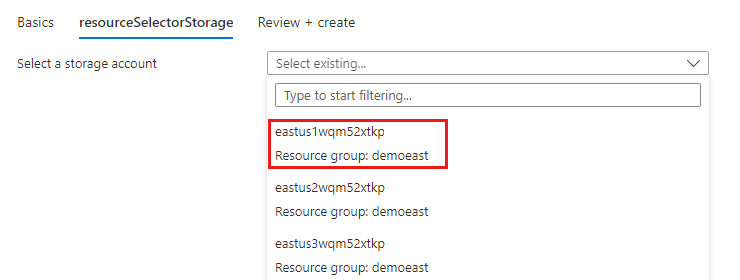 Basics resourceSelectorStorage Review + create
Select a storage account Select existing...
Type to start filtering...
eastus1wqm52xtkp
Resource group: demoeast
eastus2wqm52xtkp
Resource group: demoeast
eastus3wqm52xtkp
Resource group: demoeast